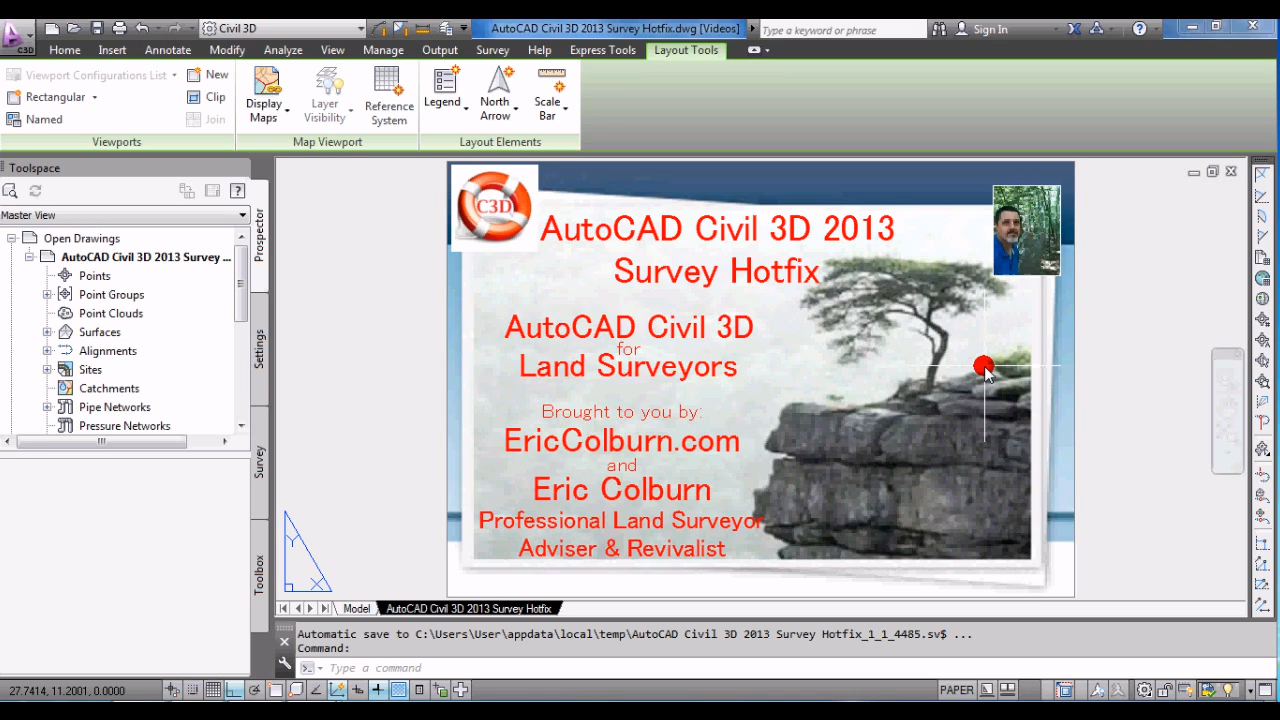 Civil 3D
AutoCAD Civil 3D 2013 Survey Hotfix.dwg [Videos]
Type a keyword or phrase
Sign In
C3D
Home Insert Annotate Modify Analyze View Manage Output Survey Help Express Tools Layout Tools
Viewport Configurations List
New
Rectangular
Clip
Named
Join
Display Maps
Layer Visibility
Reference System
Legend
North Arrow
Scale Bar
Viewports
Map Viewport
Layout Elements
Toolspace
Master View
Open Drawings
AutoCAD Civil 3D 2013 Survey ...
Points
Point Groups
Point Clouds
Surfaces
Alignments
Sites
Catchments
Pipe Networks
Pressure Networks
Prospector
Settings
Survey
Toolbox
C3D
AutoCAD Civil 3D 2013
Survey Hotfix
AutoCAD Civil 3D
for
Land Surveyors
Brought to you by:
EricColburn.com
and
Eric Colburn
Professional Land Surveyor
Adviser & Revivalist
Y
X
Model
AutoCAD Civil 3D 2013 Survey Hotfix
Automatic save to C:\Users\User\appdata\local\temp\AutoCAD Civil 3D 2013 Survey Hotfix_1_1_4485.sv$ ...
Command:
Type a command
27.7414, 11.2001, 0.0000
PAPER